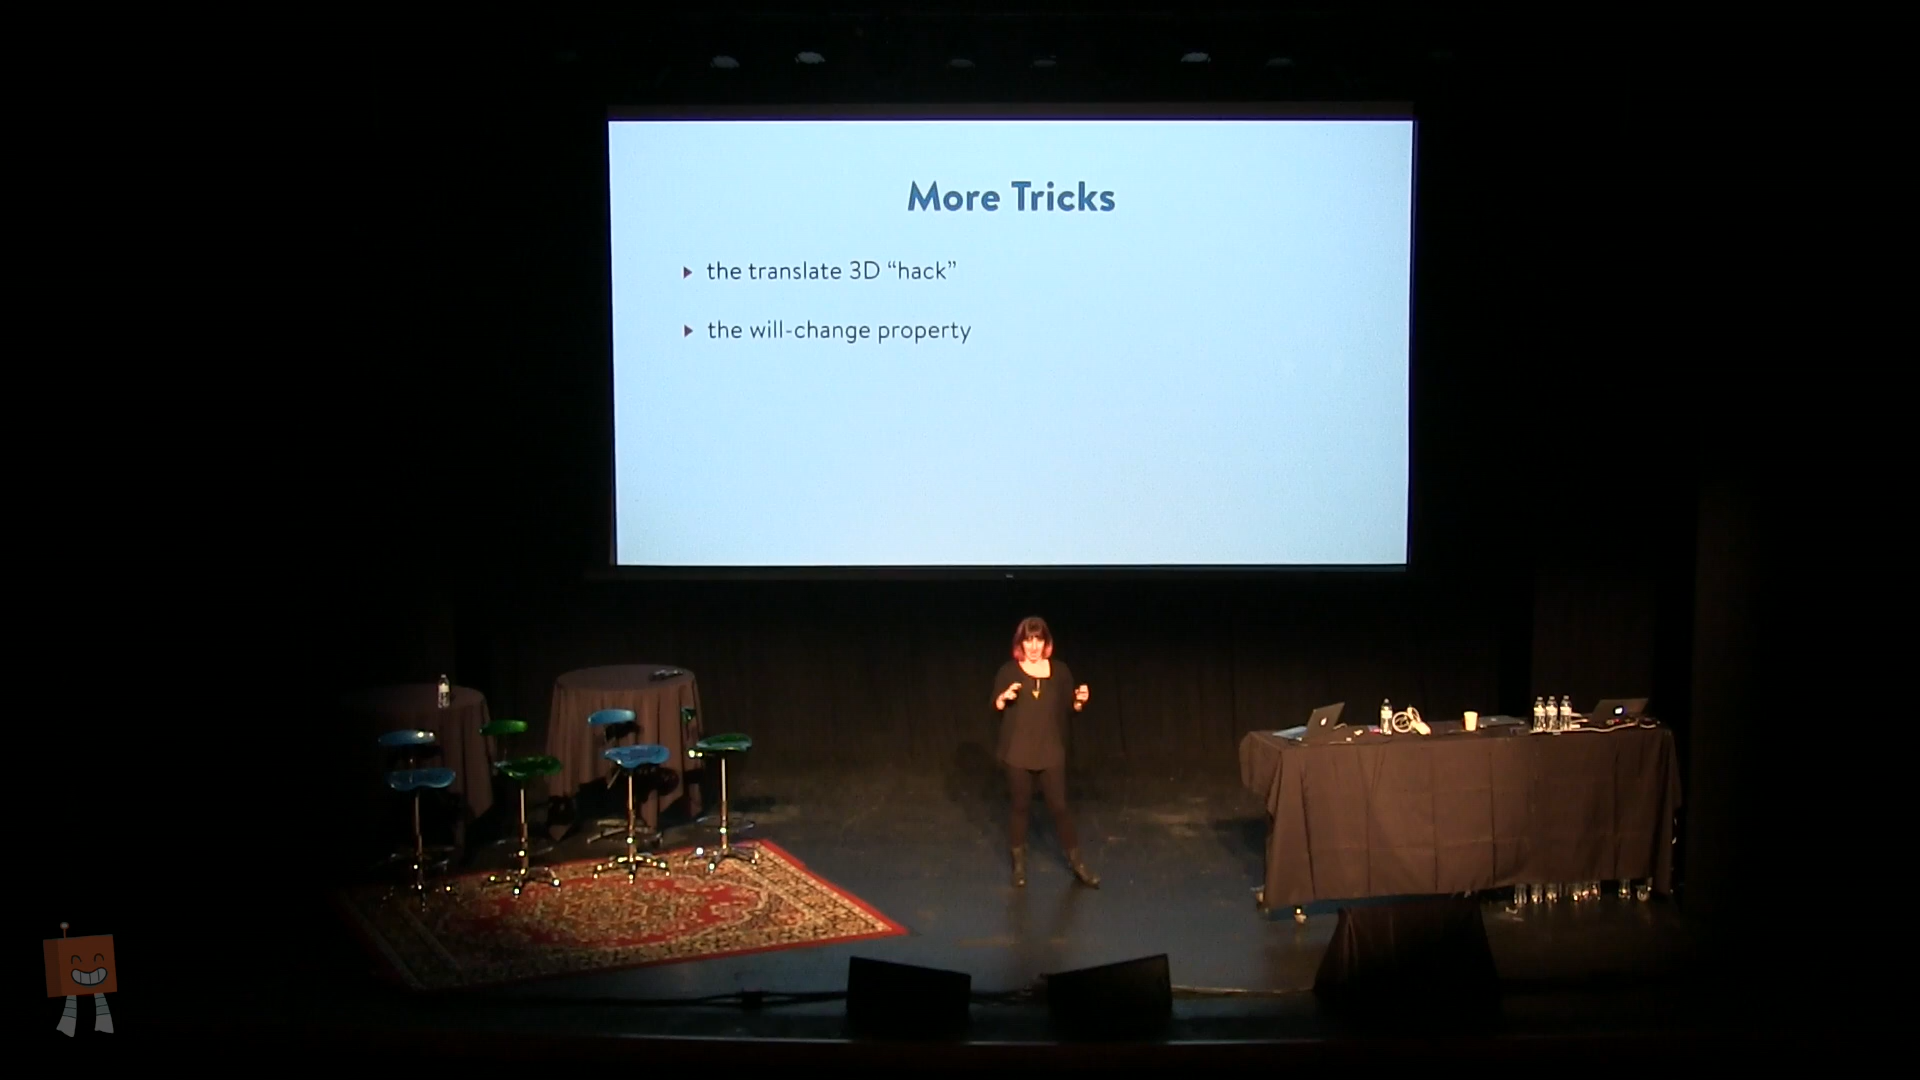 More Tricks
the translate 3D “hack”
the will-change property